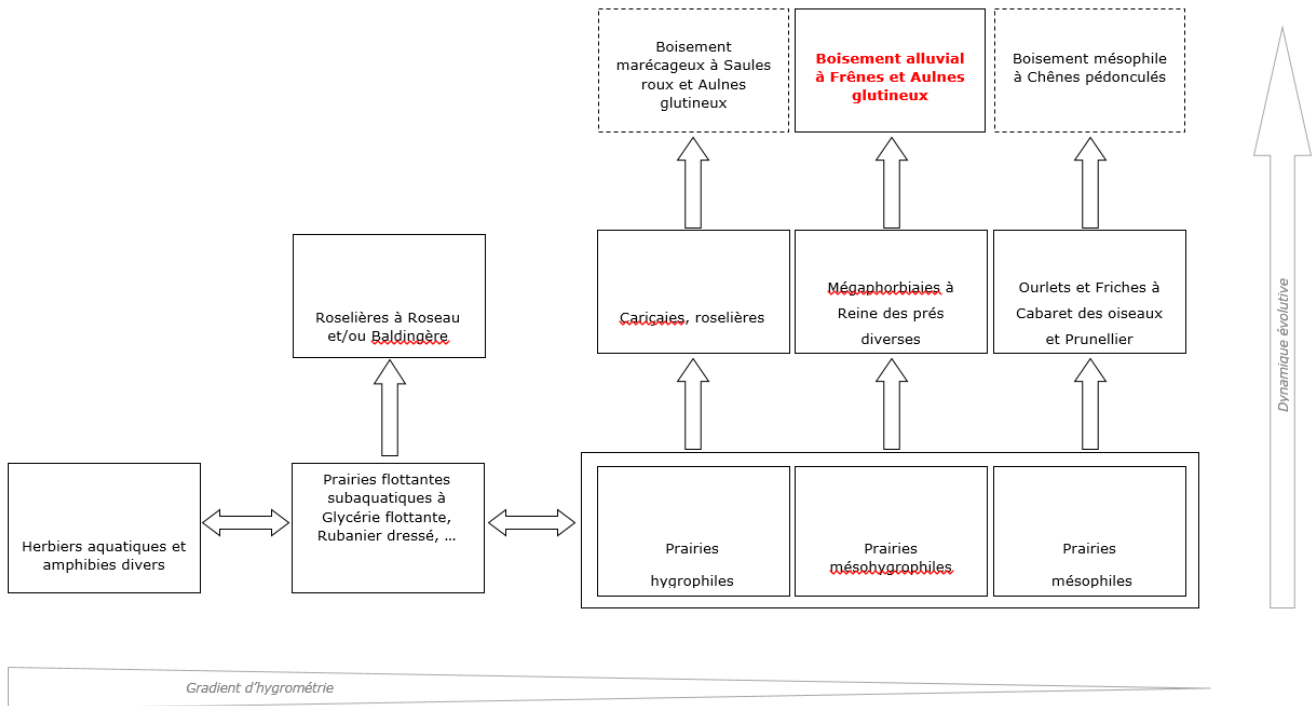 Boisement
marécageux à Saules
roux et Aulnes
glutineux
Boisement alluvial
à Frênes et Aulnes
glutineux
Boisement mésophile
à Chênes pédonculés
Roselières à Roseau
et/ou Baldingère
Cariçaies, roselières
Mégaphorbiaies à
Reine des prés
diverses
Ourlets et Friches à
Cabaret des oiseaux
et Prunellier
Dynamique évolutive
Herbiers aquatiques et
amphibies divers
Prairies flottantes
subaquatiques à
Glycérie flottante,
Rubanier dressé, ...
Prairies
hygrophiles
Prairies
mésohygrophiles
Prairies
mésophiles
Gradient d'hygrométrie